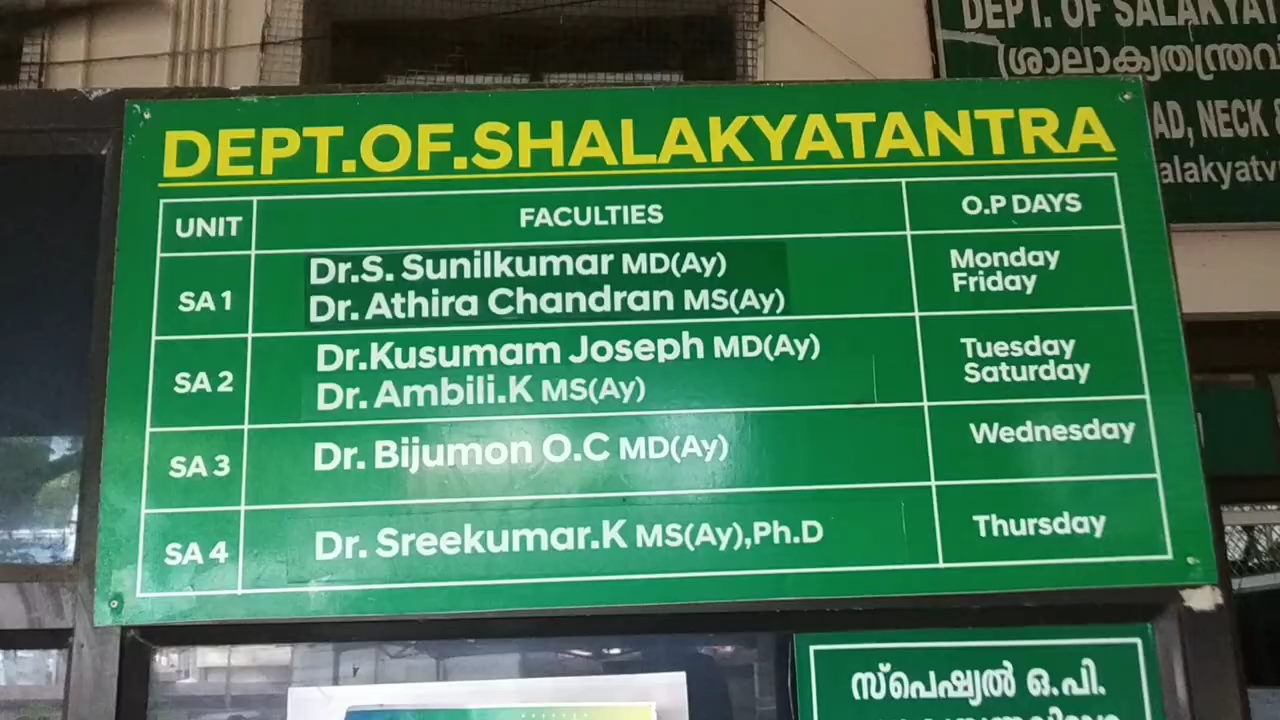 DEPT. OF SALAKYAT
(ശാലാക്യതന്ത്രവി
AD, NECK &
alakyatv
DEPT.OF.SHALAKYATANTRA
UNIT FACULTIES O.P DAYS
SA 1 Dr.S. Sunilkumar MD(Ay) Monday
Dr. Athira Chandran MS(Ay) Friday
SA 2 Dr.Kusumam Joseph MD(Ay) Tuesday
Dr. Ambili.K MS(Ay) Saturday
SA 3 Dr. Bijumon O.C MD(Ay) Wednesday
SA 4 Dr. Sreekumar.K MS(Ay),Ph.D Thursday
സ്പെഷ്യൽ ഒ.പി.